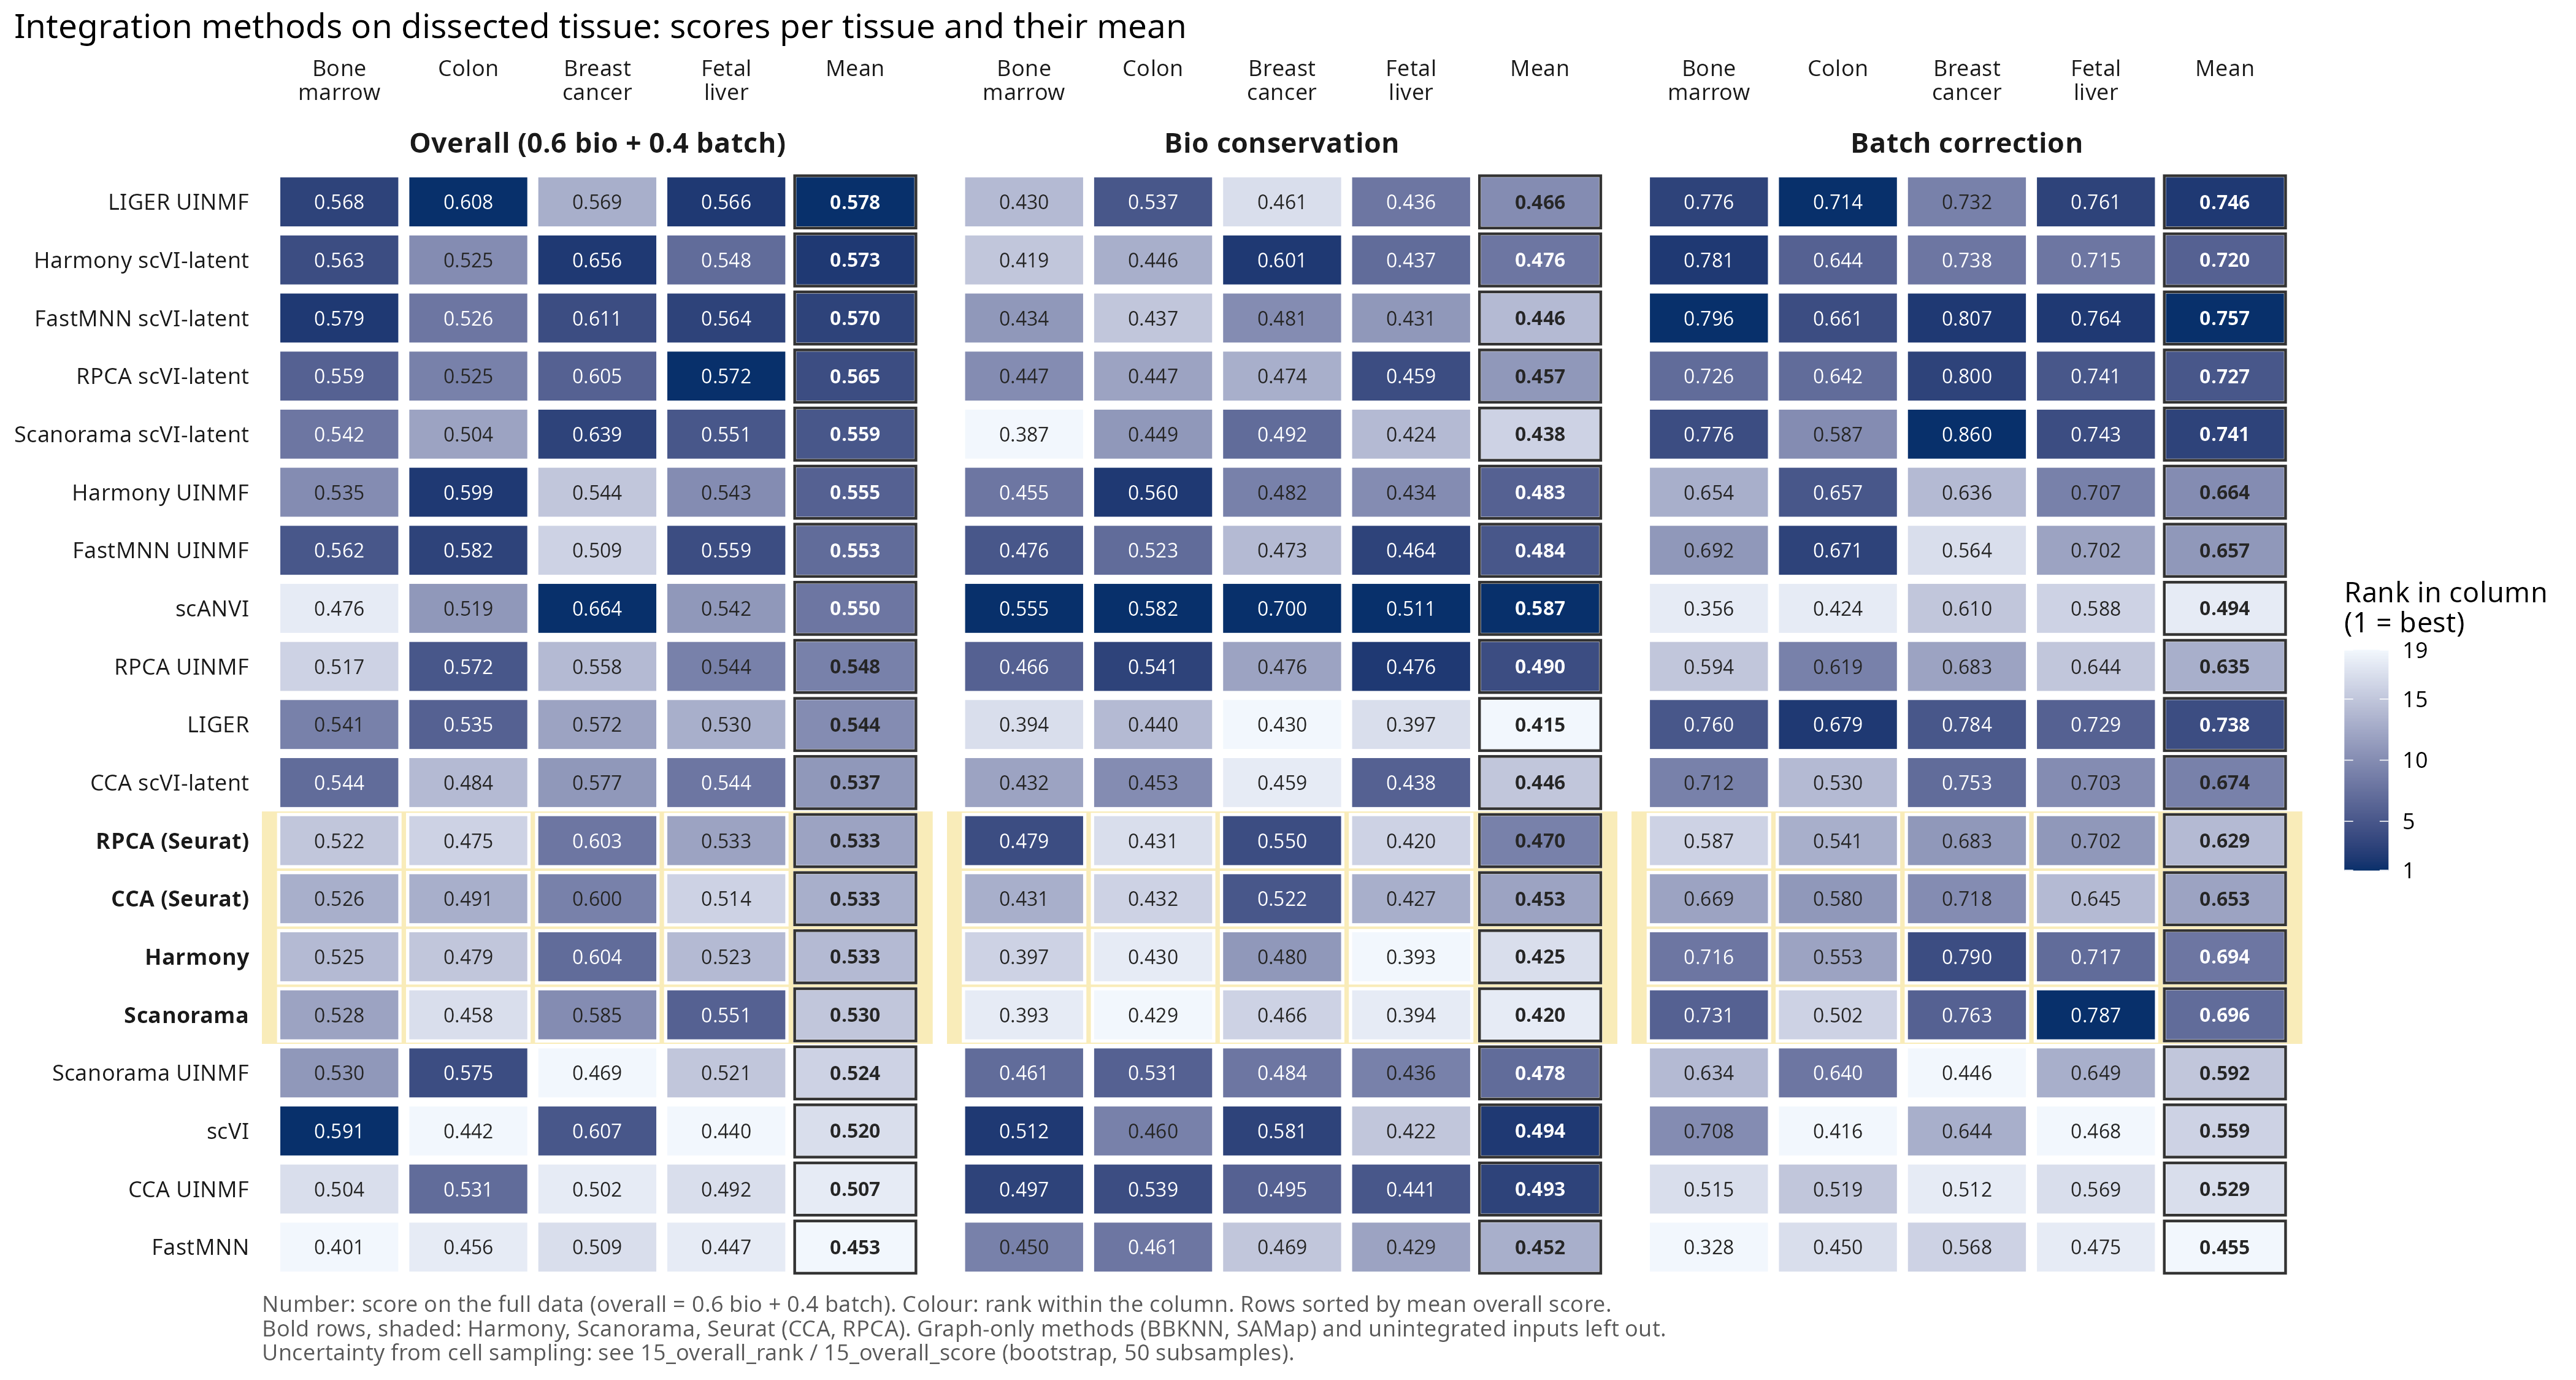 Integration methods on dissected tissue: scores per tissue and their mean
Bone marrow Colon Breast cancer Fetal liver Mean Bone marrow Colon Breast cancer Fetal liver Mean Bone marrow Colon Breast cancer Fetal liver Mean
Overall (0.6 bio + 0.4 batch) Bio conservation Batch correction
LIGER UINMF 0.568 0.608 0.569 0.566 0.578 0.430 0.537 0.461 0.436 0.466 0.776 0.714 0.732 0.761 0.746
Harmony scVI-latent 0.563 0.525 0.656 0.548 0.573 0.419 0.446 0.601 0.437 0.476 0.781 0.644 0.738 0.715 0.720
FastMNN scVI-latent 0.579 0.526 0.611 0.564 0.570 0.434 0.437 0.481 0.431 0.446 0.796 0.661 0.807 0.764 0.757
RPCA scVI-latent 0.559 0.525 0.605 0.572 0.565 0.447 0.447 0.474 0.459 0.457 0.726 0.642 0.800 0.741 0.727
Scanorama scVI-latent 0.542 0.504 0.639 0.551 0.559 0.387 0.449 0.492 0.424 0.438 0.776 0.587 0.860 0.743 0.741
Harmony UINMF 0.535 0.599 0.544 0.543 0.555 0.455 0.560 0.482 0.434 0.483 0.654 0.657 0.636 0.707 0.664
FastMNN UINMF 0.562 0.582 0.509 0.559 0.553 0.476 0.523 0.473 0.464 0.484 0.692 0.671 0.564 0.702 0.657
scANVI 0.476 0.519 0.664 0.542 0.550 0.555 0.582 0.700 0.511 0.587 0.356 0.424 0.610 0.588 0.494
RPCA UINMF 0.517 0.572 0.558 0.544 0.548 0.466 0.541 0.476 0.476 0.490 0.594 0.619 0.683 0.644 0.635
LIGER 0.541 0.535 0.572 0.530 0.544 0.394 0.440 0.430 0.397 0.415 0.760 0.679 0.784 0.729 0.738
CCA scVI-latent 0.544 0.484 0.577 0.544 0.537 0.432 0.453 0.459 0.438 0.446 0.712 0.530 0.753 0.703 0.674
RPCA (Seurat) 0.522 0.475 0.603 0.533 0.533 0.479 0.431 0.550 0.420 0.470 0.587 0.541 0.683 0.702 0.629
CCA (Seurat) 0.526 0.491 0.600 0.514 0.533 0.431 0.432 0.522 0.427 0.453 0.669 0.580 0.718 0.645 0.653
Harmony 0.525 0.479 0.604 0.523 0.533 0.397 0.430 0.480 0.393 0.425 0.716 0.553 0.790 0.717 0.694
Scanorama 0.528 0.458 0.585 0.551 0.530 0.393 0.429 0.466 0.394 0.420 0.731 0.502 0.763 0.787 0.696
Scanorama UINMF 0.530 0.575 0.469 0.521 0.524 0.461 0.531 0.484 0.436 0.478 0.634 0.640 0.446 0.649 0.592
scVI 0.591 0.442 0.607 0.440 0.520 0.512 0.460 0.581 0.422 0.494 0.708 0.416 0.644 0.468 0.559
CCA UINMF 0.504 0.531 0.502 0.492 0.507 0.497 0.539 0.495 0.441 0.493 0.515 0.519 0.512 0.569 0.529
FastMNN 0.401 0.456 0.509 0.447 0.453 0.450 0.461 0.469 0.429 0.452 0.328 0.450 0.568 0.475 0.455
Rank in column
(1 = best)
19
15
10
5
1
Number: score on the full data (overall = 0.6 bio + 0.4 batch). Colour: rank within the column. Rows sorted by mean overall score.
Bold rows, shaded: Harmony, Scanorama, Seurat (CCA, RPCA). Graph-only methods (BBKNN, SAMap) and unintegrated inputs left out.
Uncertainty from cell sampling: see 15_overall_rank / 15_overall_score (bootstrap, 50 subsamples).